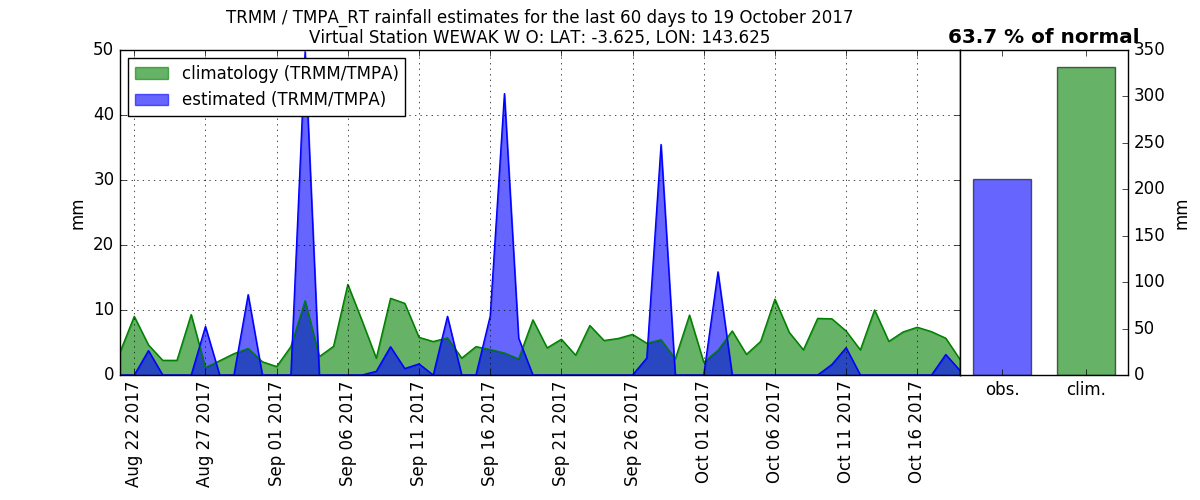 TRMM / TMPA_RT rainfall estimates for the last 60 days to 19 October 2017
Virtual Station WEWAK W O: LAT: -3.625, LON: 143.625
63.7 % of normal
climatology (TRMM/TMPA)
estimated (TRMM/TMPA)
50
40
30
20
10
0
mm
Aug 22 2017
Aug 27 2017
Sep 01 2017
Sep 06 2017
Sep 11 2017
Sep 16 2017
Sep 21 2017
Sep 26 2017
Oct 01 2017
Oct 06 2017
Oct 11 2017
Oct 16 2017
350
300
250
200
150
100
50
0
mm
obs.
clim.